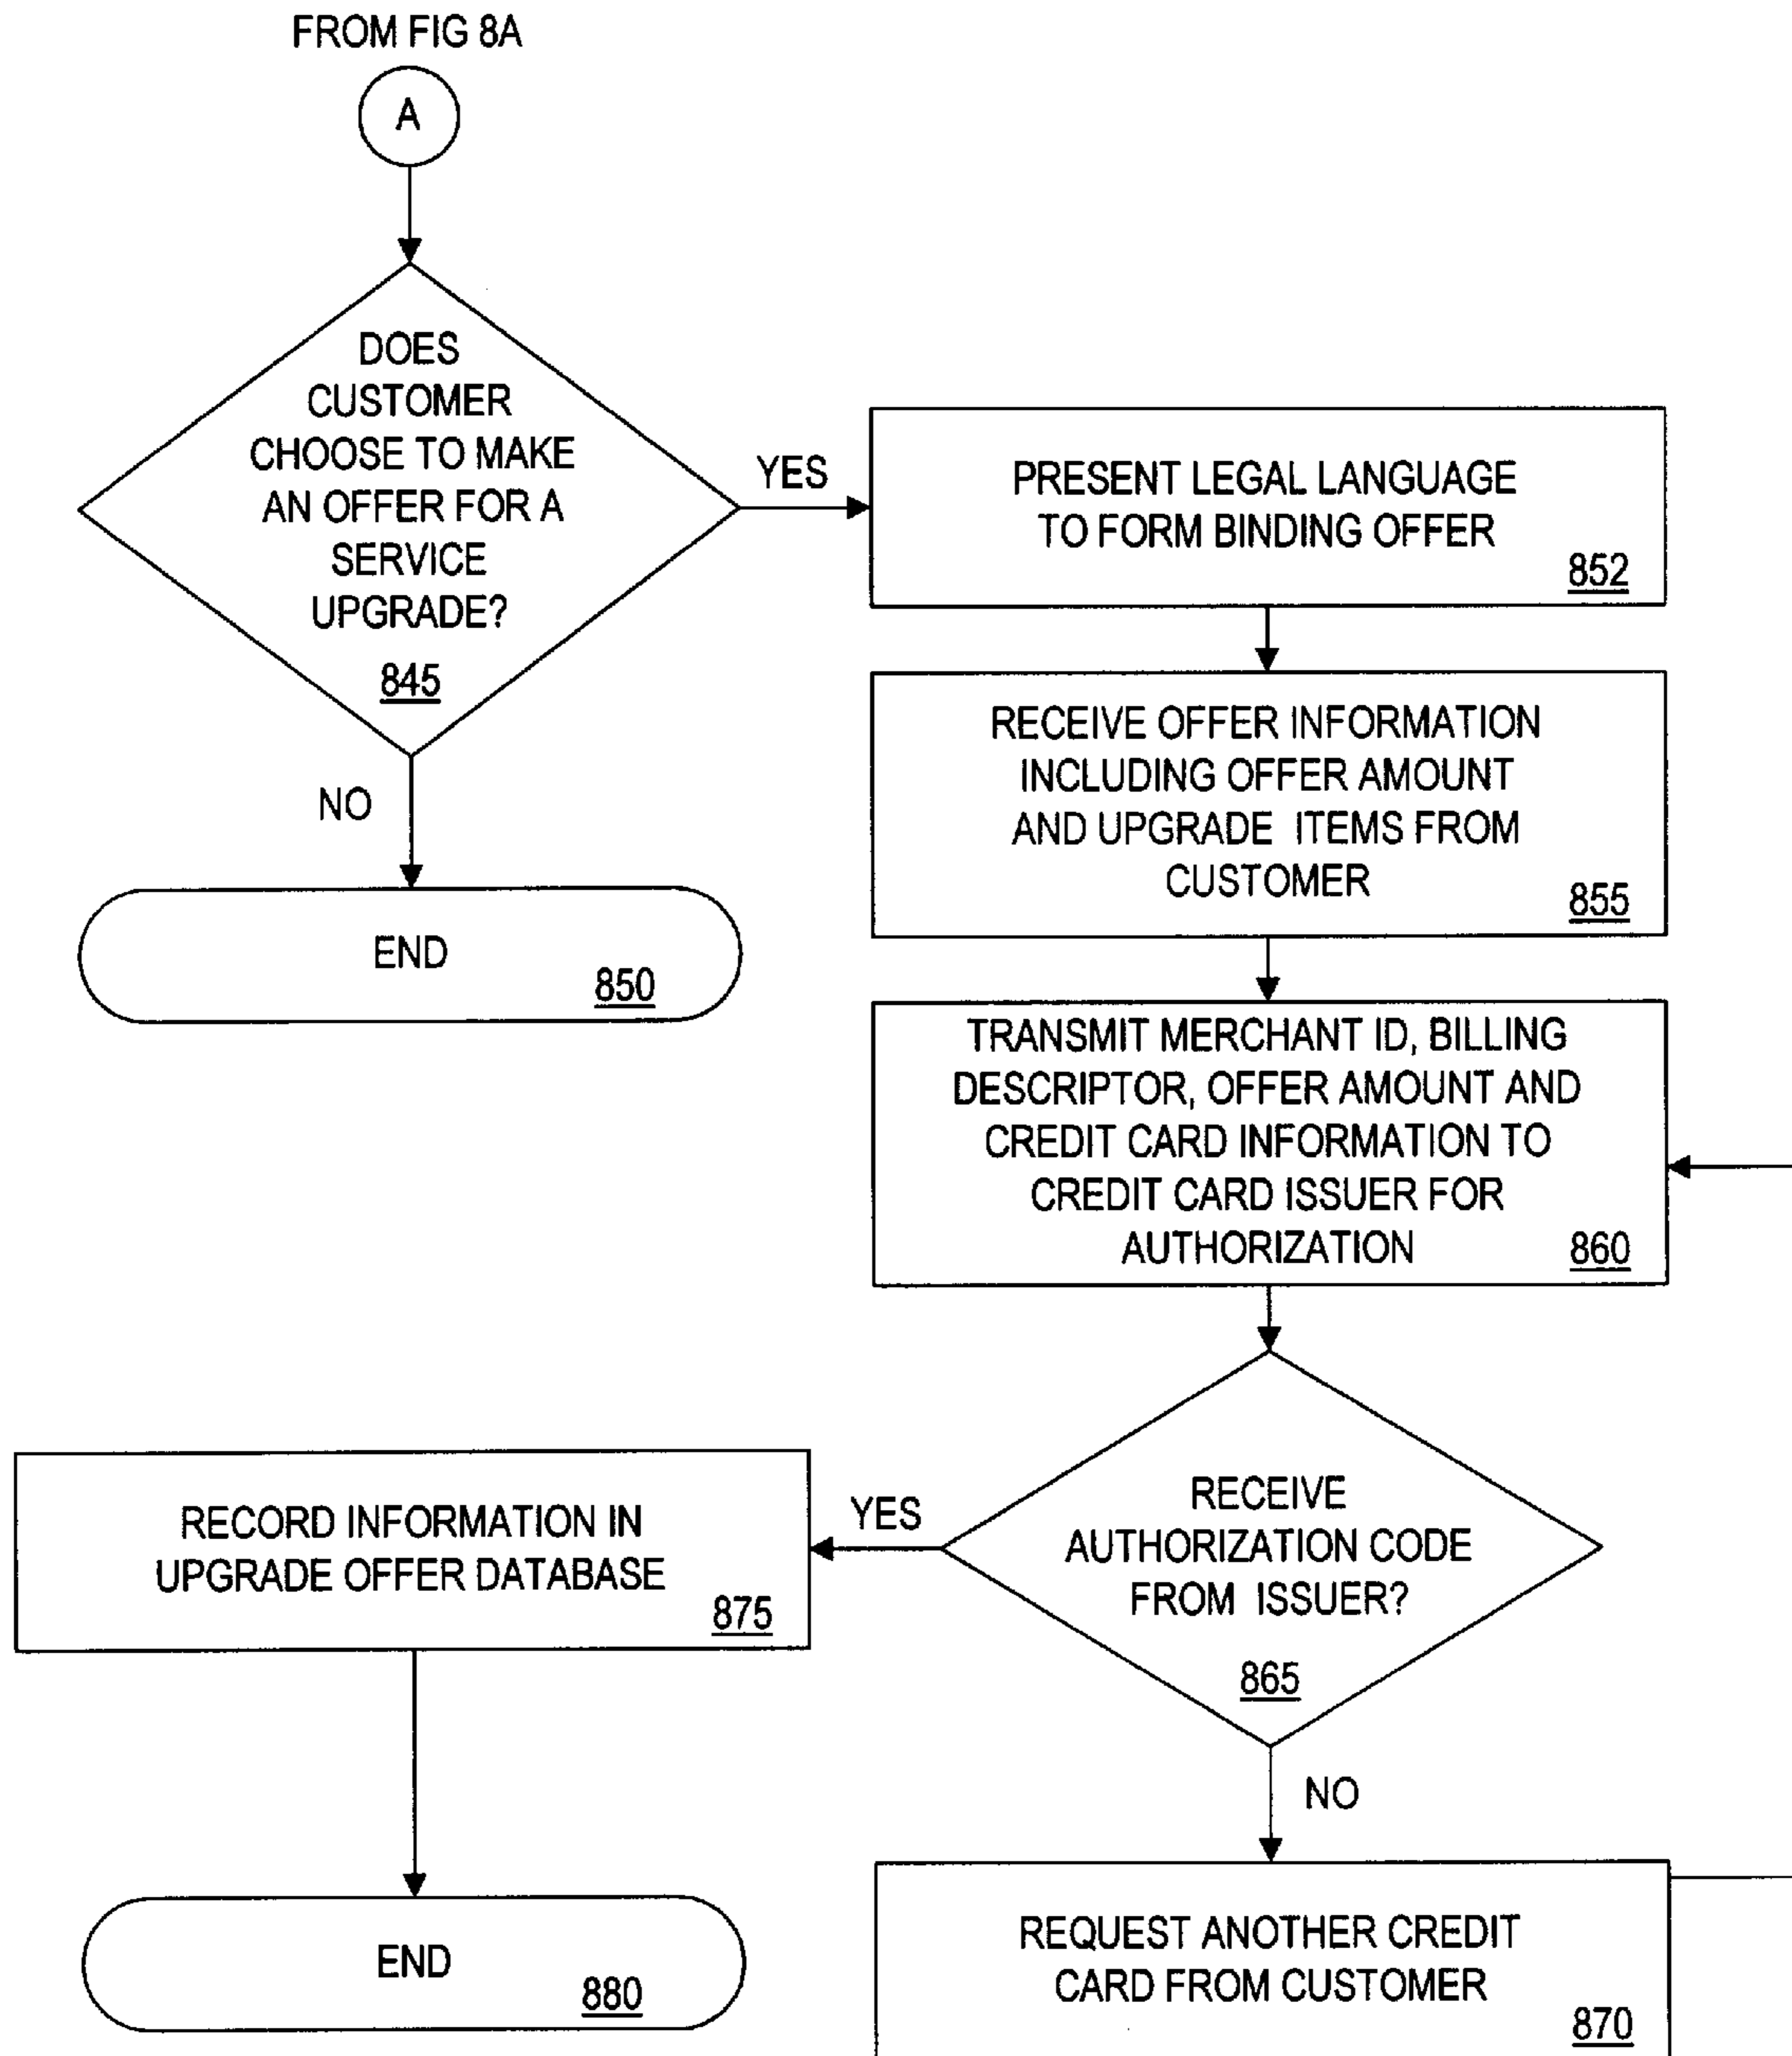 FROM FIG 8A
A
DOES
CUSTOMER
CHOOSE TO MAKE
AN OFFER FOR A
SERVICE
UPGRADE?
845
YES
NO
END
850
PRESENT LEGAL LANGUAGE
TO FORM BINDING OFFER
852
RECEIVE OFFER INFORMATION
INCLUDING OFFER AMOUNT
AND UPGRADE ITEMS FROM
CUSTOMER
855
TRANSMIT MERCHANT ID, BILLING
DESCRIPTOR, OFFER AMOUNT AND
CREDIT CARD INFORMATION TO
CREDIT CARD ISSUER FOR
AUTHORIZATION
860
RECEIVE
AUTHORIZATION CODE
FROM ISSUER?
865
YES
RECORD INFORMATION IN
UPGRADE OFFER DATABASE
875
END
880
NO
REQUEST ANOTHER CREDIT
CARD FROM CUSTOMER
870